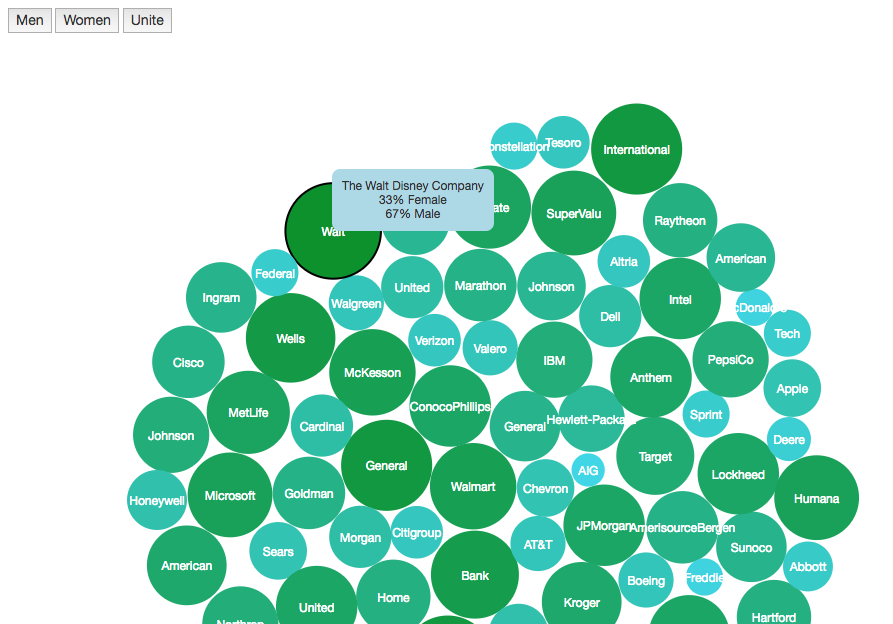 Men Women Unite
onstellation
Tesoro
International
The Walt Disney Company
33% Female
67% Male
Walt
ate
SuperValu
Raytheon
Federal
Altria
American
Ingram
Walgreen
United
Marathon
Johnson
Dell
Intel
cDonald's
Tech
Wells
Verizon
Valero
IBM
Cisco
McKesson
Anthem
PepsiCo
Apple
MetLife
Cardinal
ConocoPhillips
General
Hewlett-Packa
Sprint
Johnson
Deere
General
Target
AIG
Honeywell
Microsoft
Goldman
Walmart
Chevron
Lockheed
Humana
Morgan
Citigroup
JPMorgan
AmerisourceBergen
Sears
AT&T
Sunoco
American
Bank
Boeing
Freddie
Abbott
United
Home
Kroger
Hartford
Northrop